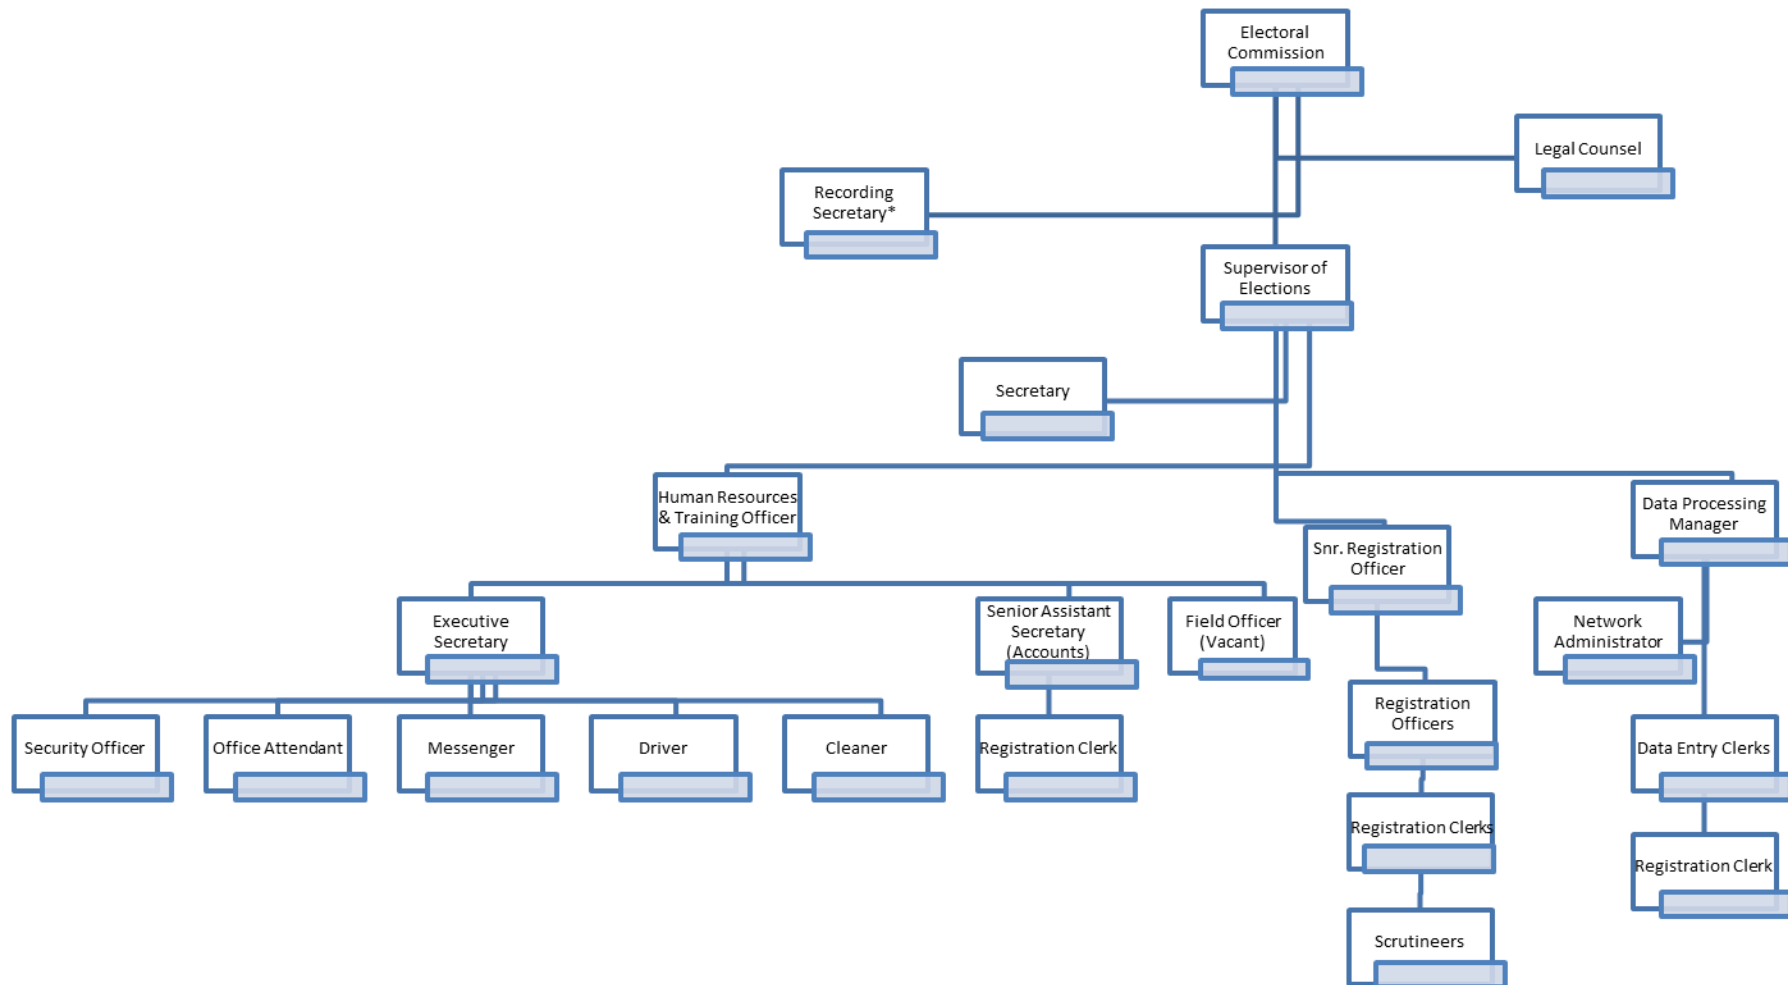 Electoral
Commission
Legal Counsel
Recording
Secretary*
Supervisor of
Elections
Secretary
Human Resources
& Training Officer
Data Processing
Manager
Snr. Registration
Officer
Executive
Secretary
Senior Assistant
Secretary
(Accounts)
Field Officer
(Vacant)
Network
Administrator
Registration
Officers
Security Officer
Office Attendant
Messenger
Driver
Cleaner
Registration Clerk
Data Entry Clerks
Registration Clerks
Registration Clerk
Scrutineers